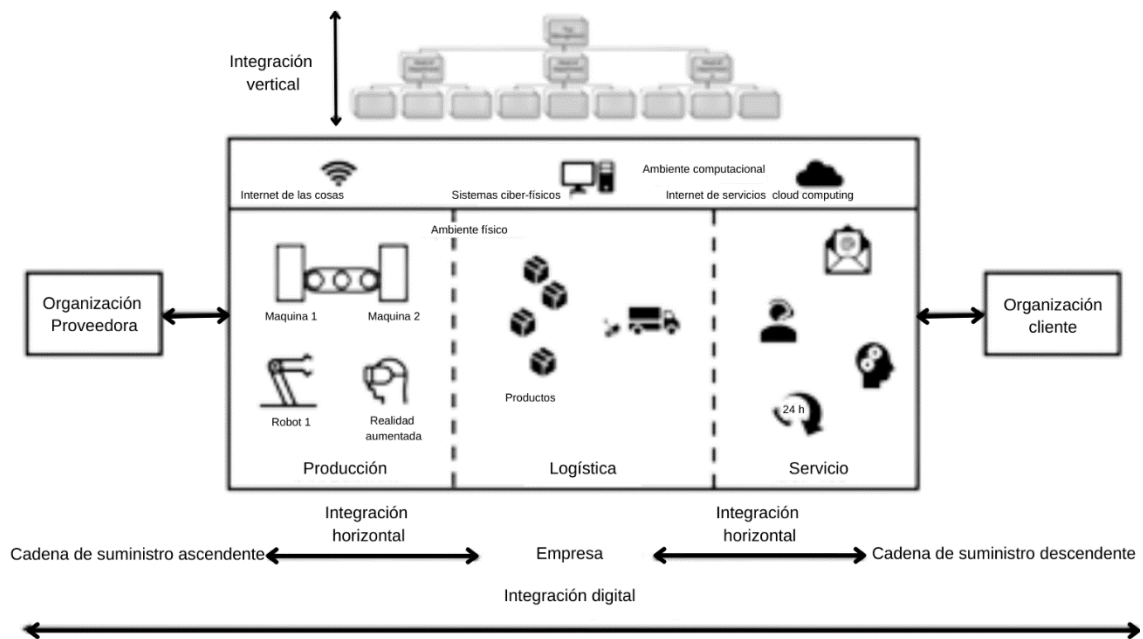 Integración
vertical
Ambiente computacional
Internet de las cosas
Sistemas ciber-físicos
Internet de servicios cloud computing
Ambiente físico
Organización
Proveedora
Maquina 1
Maquina 2
Robot 1
Realidad
aumentada
Productos
24 h
Organización
cliente
Producción
Logística
Servicio
Integración
horizontal
Integración
horizontal
Cadena de suministro ascendente
Empresa
Cadena de suministro descendente
Integración digital